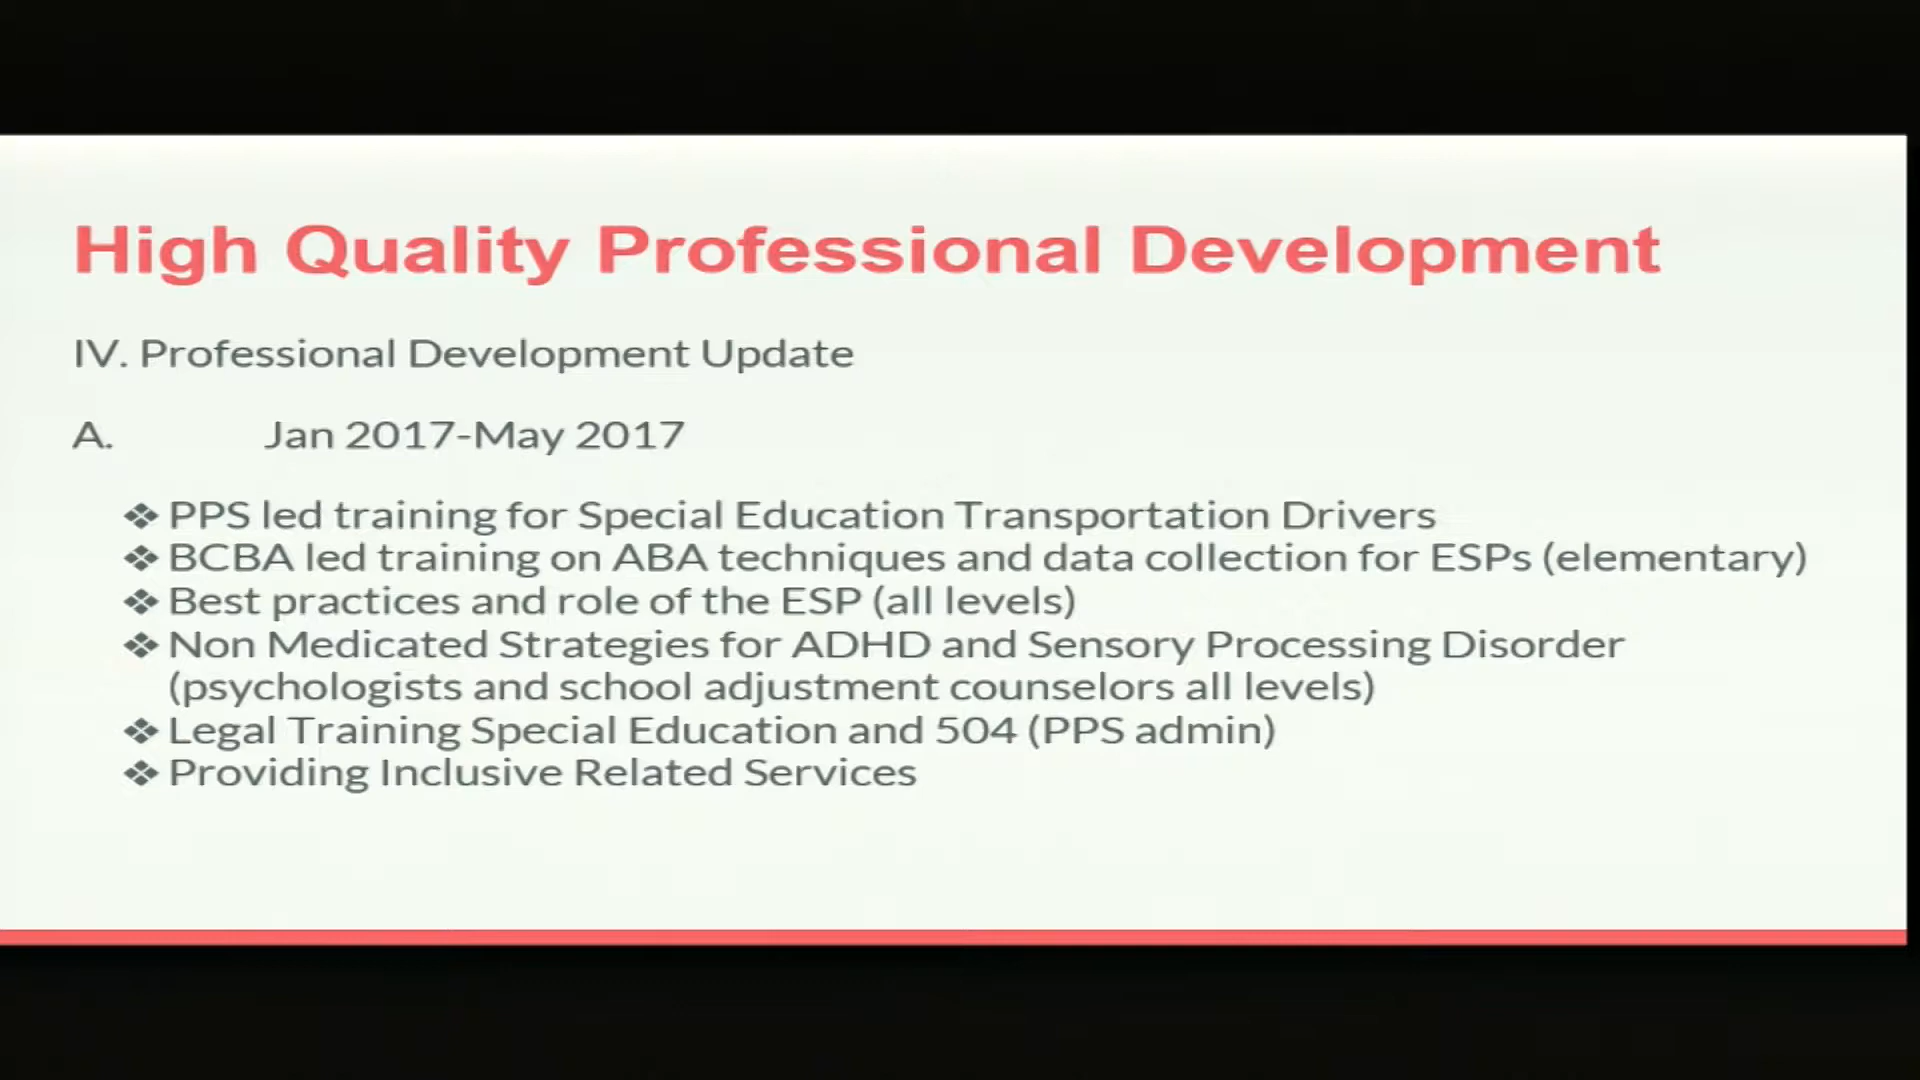 High Quality Professional Development
IV. Professional Development Update
A. Jan 2017-May 2017
❖ PPS led training for Special Education Transportation Drivers
❖ BCBA led training on ABA techniques and data collection for ESPs (elementary)
❖ Best practices and role of the ESP (all levels)
❖ Non Medicated Strategies for ADHD and Sensory Processing Disorder
(psychologists and school adjustment counselors all levels)
❖ Legal Training Special Education and 504 (PPS admin)
❖ Providing Inclusive Related Services